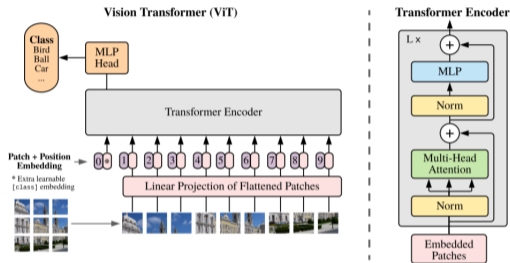 Vision Transformer (ViT)
Class
Bird
Ball
Car
...
MLP
Head
Transformer Encoder
Patch + Position
Embedding
* Extra learnable
[class] embedding
0 * 1 2 3 4 5 6 7 8 9
Linear Projection of Flattened Patches
Transformer Encoder
L ×
+
MLP
Norm
+
Multi-Head
Attention
Norm
Embedded
Patches